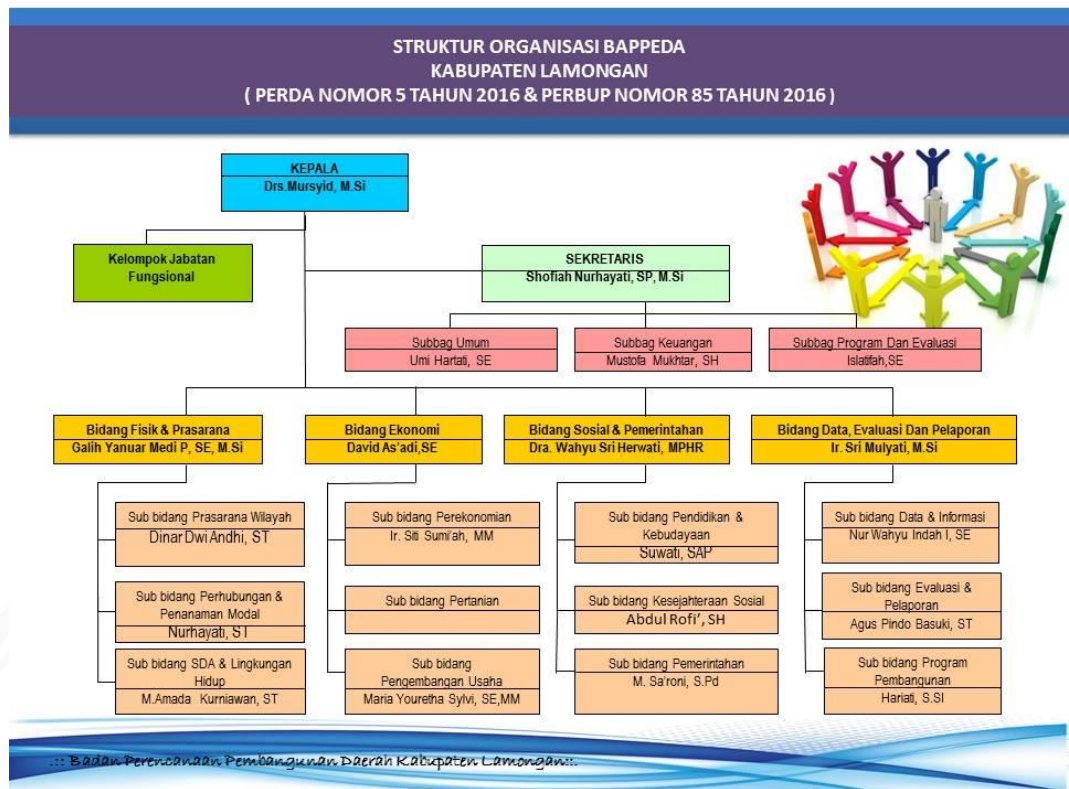 STRUKTUR ORGANISASI BAPPEDA
KABUPATEN LAMONGAN
( PERDA NOMOR 5 TAHUN 2016 & PERBUP NOMOR 85 TAHUN 2016 )
KEPALA
Drs.Mursyid, M.Si
Kelompok Jabatan
Fungsional
SEKRETARIS
Shofiah Nurhayati, SP, M.Si
Subbag Umum
Umi Hartati, SE
Subbag Keuangan
Mustofa Mukhtar, SH
Subbag Program Dan Evaluasi
Islatifah,SE
Bidang Fisik & Prasarana
Galih Yanuar Medi P, SE, M.Si
Bidang Ekonomi
David As'adi,SE
Bidang Sosial & Pemerintahan
Dra. Wahyu Sri Herwati, MPHR
Bidang Data, Evaluasi Dan Pelaporan
Ir. Sri Mulyati, M.Si
Sub bidang Prasarana Wilayah
Dinar Dwi Andhi, ST
Sub bidang Perhubungan &
Penanaman Modal
Nurhayati, ST
Sub bidang SDA & Lingkungan
Hidup
M.Amada Kurniawan, ST
Sub bidang Perekonomian
Ir. Siti Sumi'ah, MM
Sub bidang Pertanian
Sub bidang
Pengembangan Usaha
Maria Youretha Sylvi, SE,MM
Sub bidang Pendidikan &
Kebudayaan
Suwati, SAP
Sub bidang Kesejahteraan Sosial
Abdul Rofi', SH
Sub bidang Pemerintahan
M. Sa'roni, S.Pd
Sub bidang Data & Informasi
Nur Wahyu Indah I, SE
Sub bidang Evaluasi &
Pelaporan
Agus Pindo Basuki, ST
Sub bidang Program
Pembangunan
Hariati, S.SI
.:: Badan Perencanaan Pembangunan Daerah Kabupaten Lamongan::.